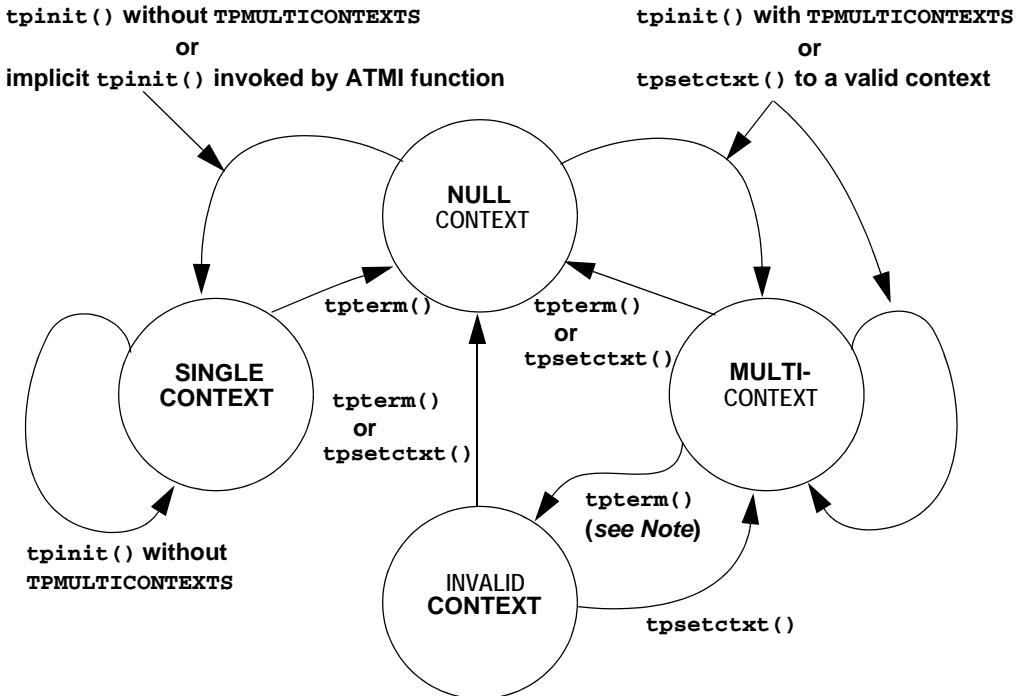 tpinit() without TPMULTICONTEXTS
or
implicit tpinit() invoked by ATMI function
tpinit() with TPMULTICONTEXTS
or
tpsetctxt() to a valid context
NULL
CONTEXT
tpterm()
tpterm()
or
tpsetctxt()
SINGLE
CONTEXT
MULTI-
CONTEXT
tpterm()
or
tpsetctxt()
tpterm()
(see Note)
tpinit() without
TPMULTICONTEXTS
INVALID
CONTEXT
tpsetctxt()